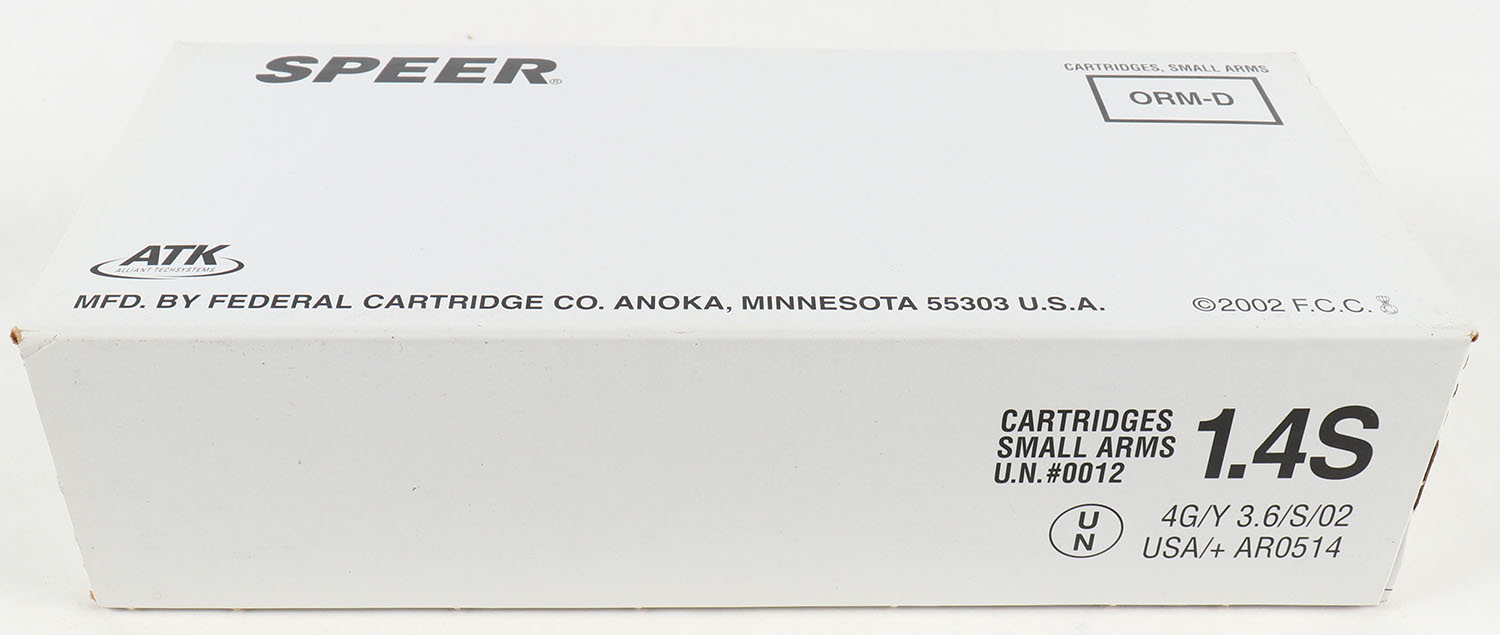 SPEER®
CARTRIDGES, SMALL ARMS
ORM-D
ATK
ALLIANT TECHSYSTEMS
MFD. BY FEDERAL CARTRIDGE CO. ANOKA, MINNESOTA 55303 U.S.A.
©2002 F.C.C.
CARTRIDGES
SMALL ARMS
U.N.#0012
1.4S
U
N
4G/Y 3.6/S/02
USA/+ AR0514